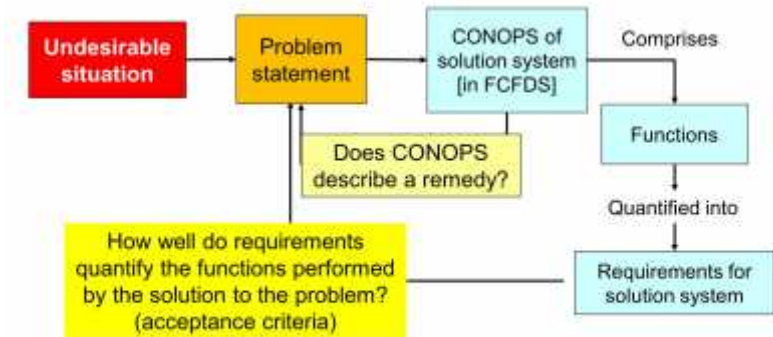 Undesirable
situation
Problem
statement
CONOPS of
solution system
[in FCFDS]
Comprises
Functions
Does CONOPS
describe a remedy?
Quantified into
How well do requirements
quantify the functions performed
by the solution to the problem?
(acceptance criteria)
Requirements for
solution system